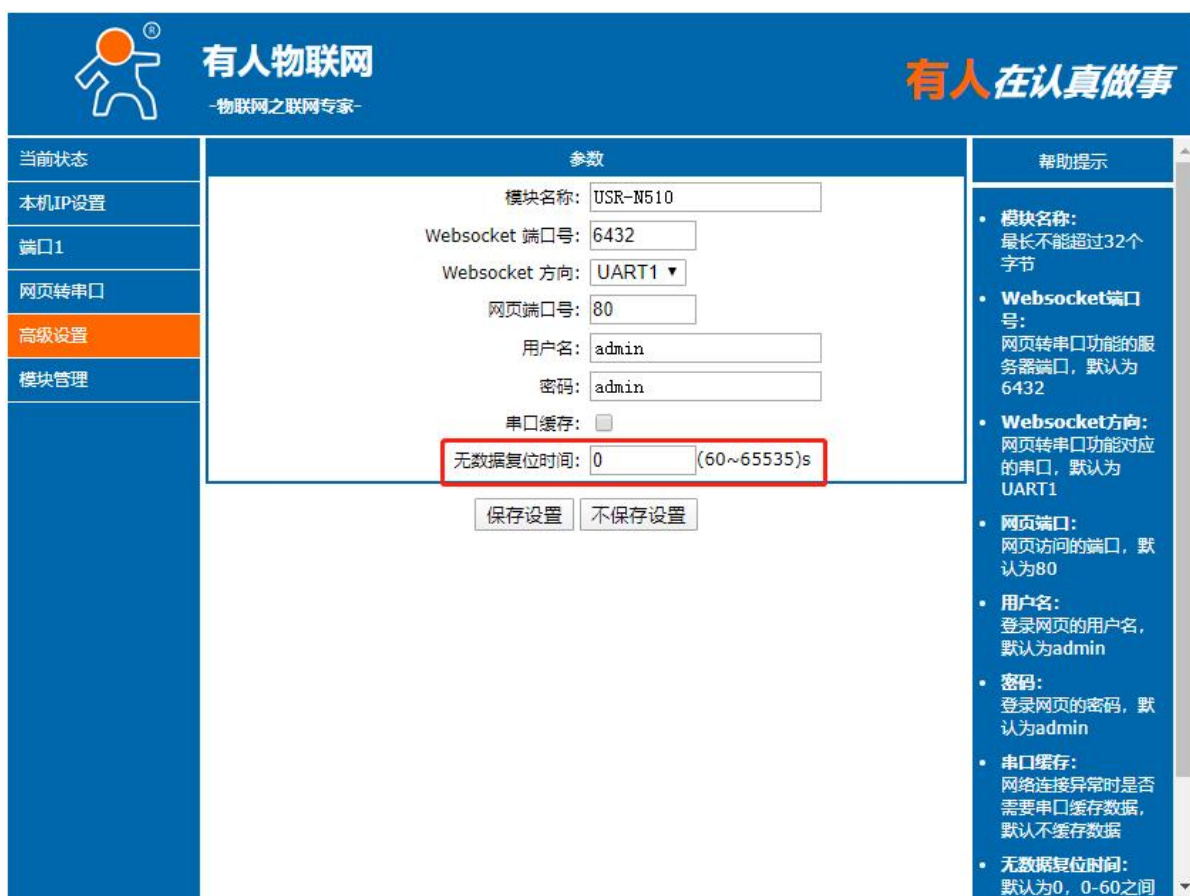 ®
有人物联网
-物联网之联网专家-
有人在认真做事
当前状态
本机IP设置
端口1
网页转串口
高级设置
模块管理
参数
模块名称: USR-N510
Websocket 端口号: 6432
Websocket 方向: UART1 ▼
网页端口号: 80
用户名: admin
密码: admin
串口缓存:
无数据复位时间: 0 (60~65535)s
保存设置 不保存设置
帮助提示
• 模块名称:
最长不能超过32个
字节
• Websocket端口
号:
网页转串口功能的服
务器端口，默认为
6432
• Websocket方向:
网页转串口功能对应
的串口，默认为
UART1
• 网页端口:
网页访问的端口，默
认为80
• 用户名:
登录网页的用户名，
默认为admin
• 密码:
登录网页的密码，默
认为admin
• 串口缓存:
网络连接异常时是否
需要串口缓存数据，
默认不缓存数据
• 无数据复位时间:
默认为0，0-60之间